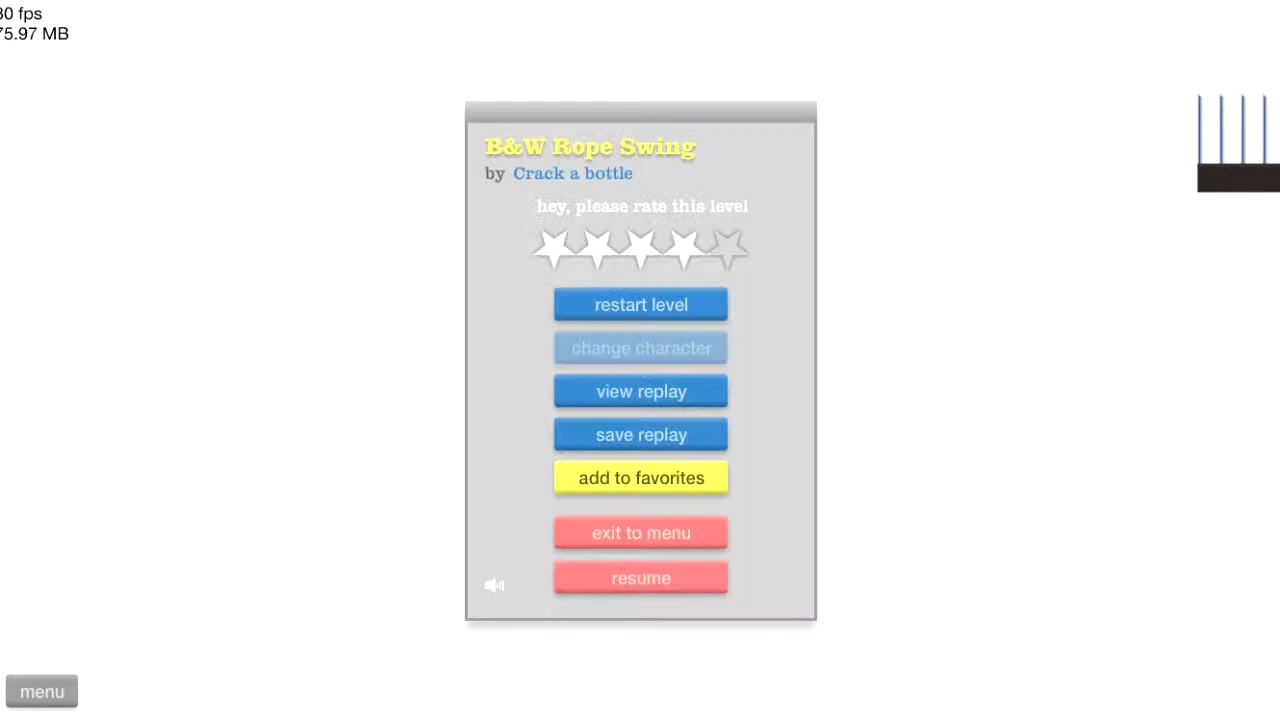 30 fps
75.97 MB
B&W Rope Swing
by Crack a bottle
hey, please rate this level
restart level
change character
view replay
save replay
add to favorites
exit to menu
resume
menu